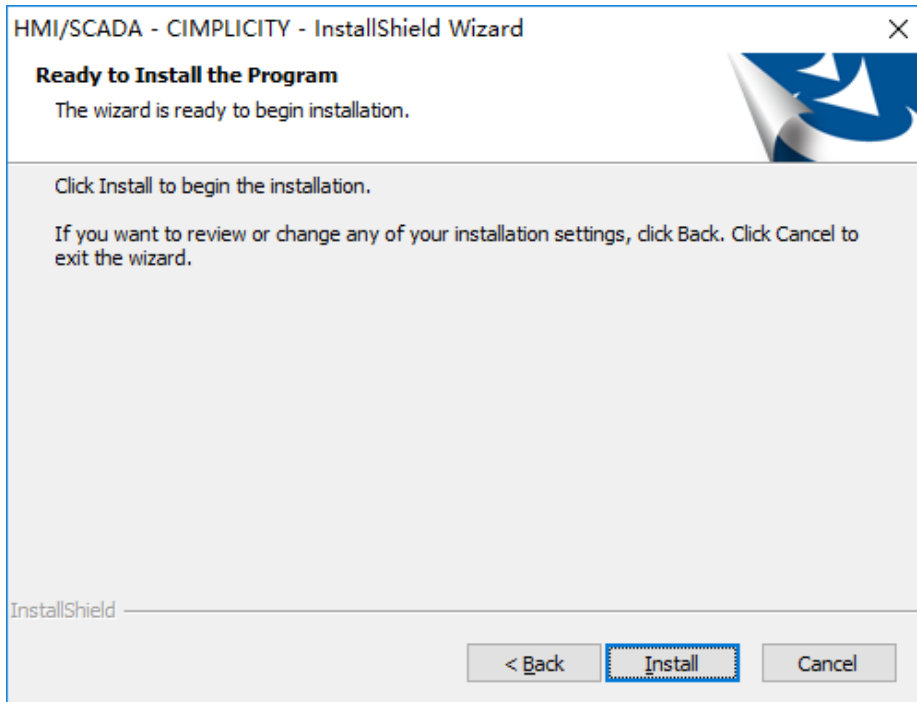 HMI/SCADA - CIMPLICITY - InstallShield Wizard
Ready to Install the Program
The wizard is ready to begin installation.
Click Install to begin the installation.
If you want to review or change any of your installation settings, click Back. Click Cancel to
exit the wizard.
InstallShield
< Back
Install
Cancel